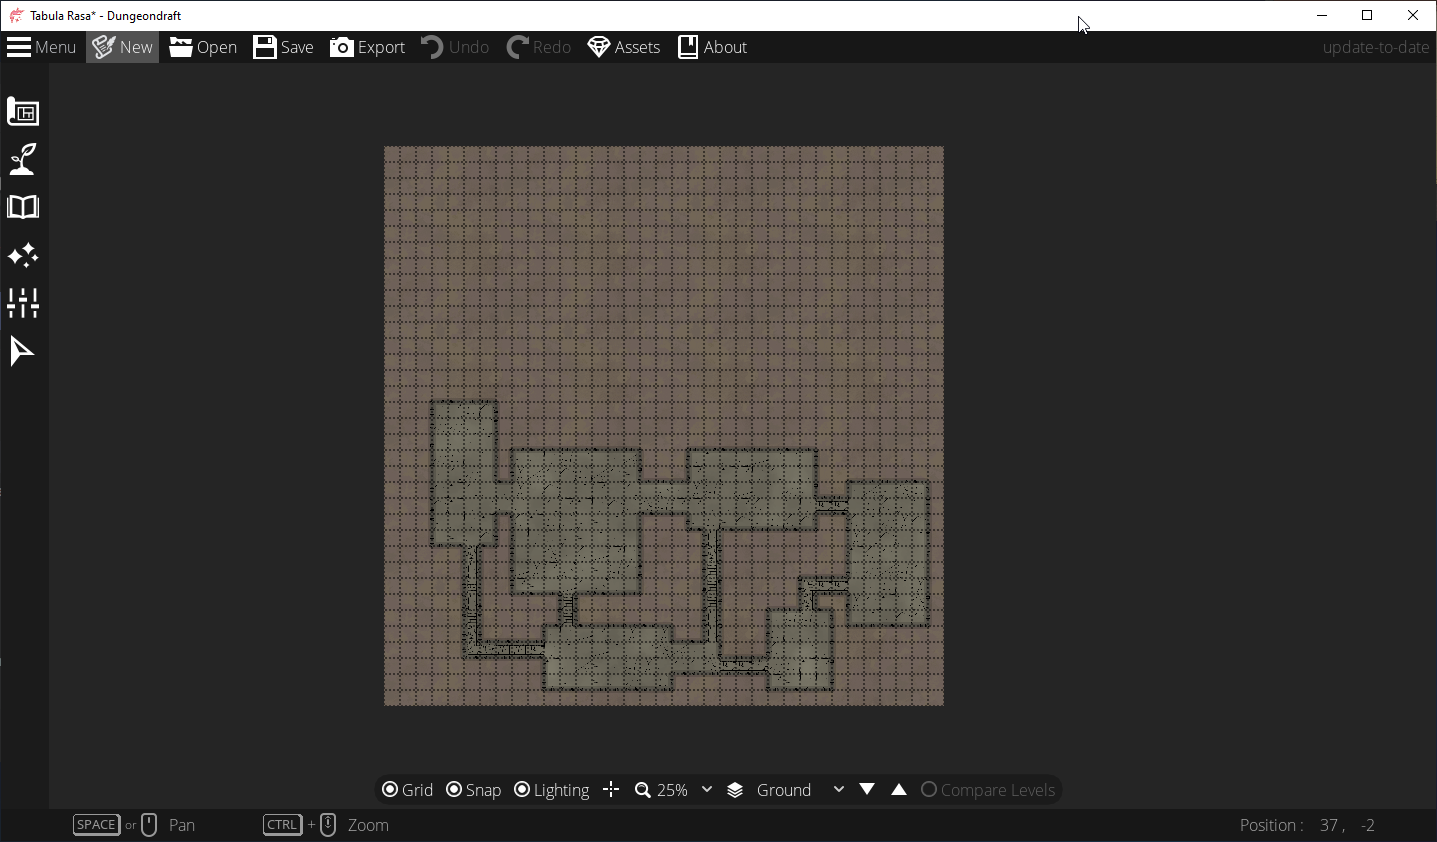 Tabula Rasa* - Dungeondraft
Menu New Open Save Export Undo Redo Assets About update-to-date
Grid Snap Lighting 25% Ground Compare Levels
SPACE or Pan CTRL + Zoom Position : 37 , -2